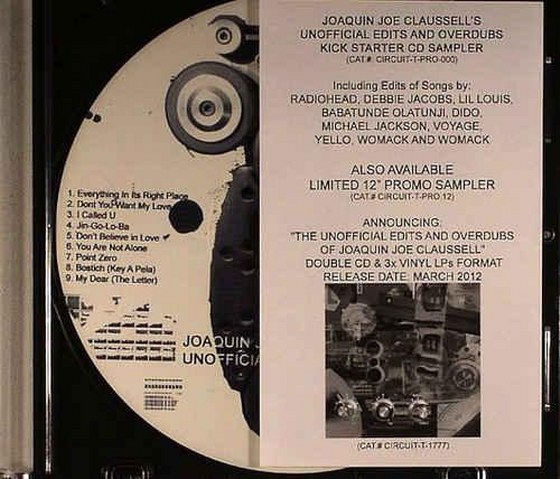 1. Everything In Its Right Place
2. Dont You Want My Love
3. I Called U
4. Jin-Go-Lo-Ba
5. Don't Believe in Love
6. You Are Not Alone
7. Point Zero
8. Bostich (Key A Pela)
9. My Dear (The Letter)
JOAQUIN J
UNOFFICIA
JOAQUIN JOE CLAUSSELL'S
UNOFFICIAL EDITS AND OVERDUBS
KICK STARTER CD SAMPLER
(CAT.# CIRCUIT-T-PRO-000)
Including Edits of Songs by:
RADIOHEAD, DEBBIE JACOBS, LIL LOUIS,
BABATUNDE OLATUNJI, DIDO,
MICHAEL JACKSON, VOYAGE,
YELLO, WOMACK AND WOMACK
ALSO AVAILABLE
LIMITED 12" PROMO SAMPLER
(CAT.# CIRCUIT-T-PRO 12)
ANNOUNCING:
"THE UNOFFICIAL EDITS AND OVERDUBS
OF JOAQUIN JOE CLAUSSELL"
DOUBLE CD & 3x VINYL LPs FORMAT
RELEASE DATE: MARCH 2012
(CAT.# CIRCUIT-T-1777)